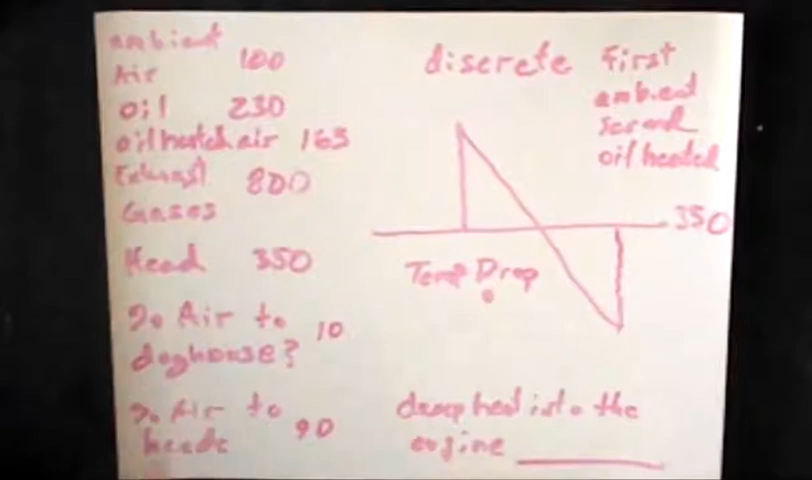 ambient 100
Air
oil 230
oil heated air 163
Exhaust 800
Gases
Head 350
% Air to 10
doghouse?
% Air to 90
heads
discrete
First
ambient
Second
oil heated
350
Temp Drop
dump heat into the
engine